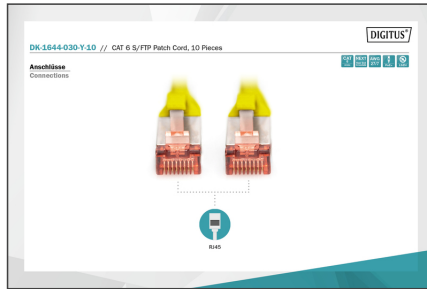 DIGITUS®
DK-1644-030-Y-10 // CAT 6 S/FTP Patch Cord, 10 Pieces
Anschlüsse
Connections
RJ45